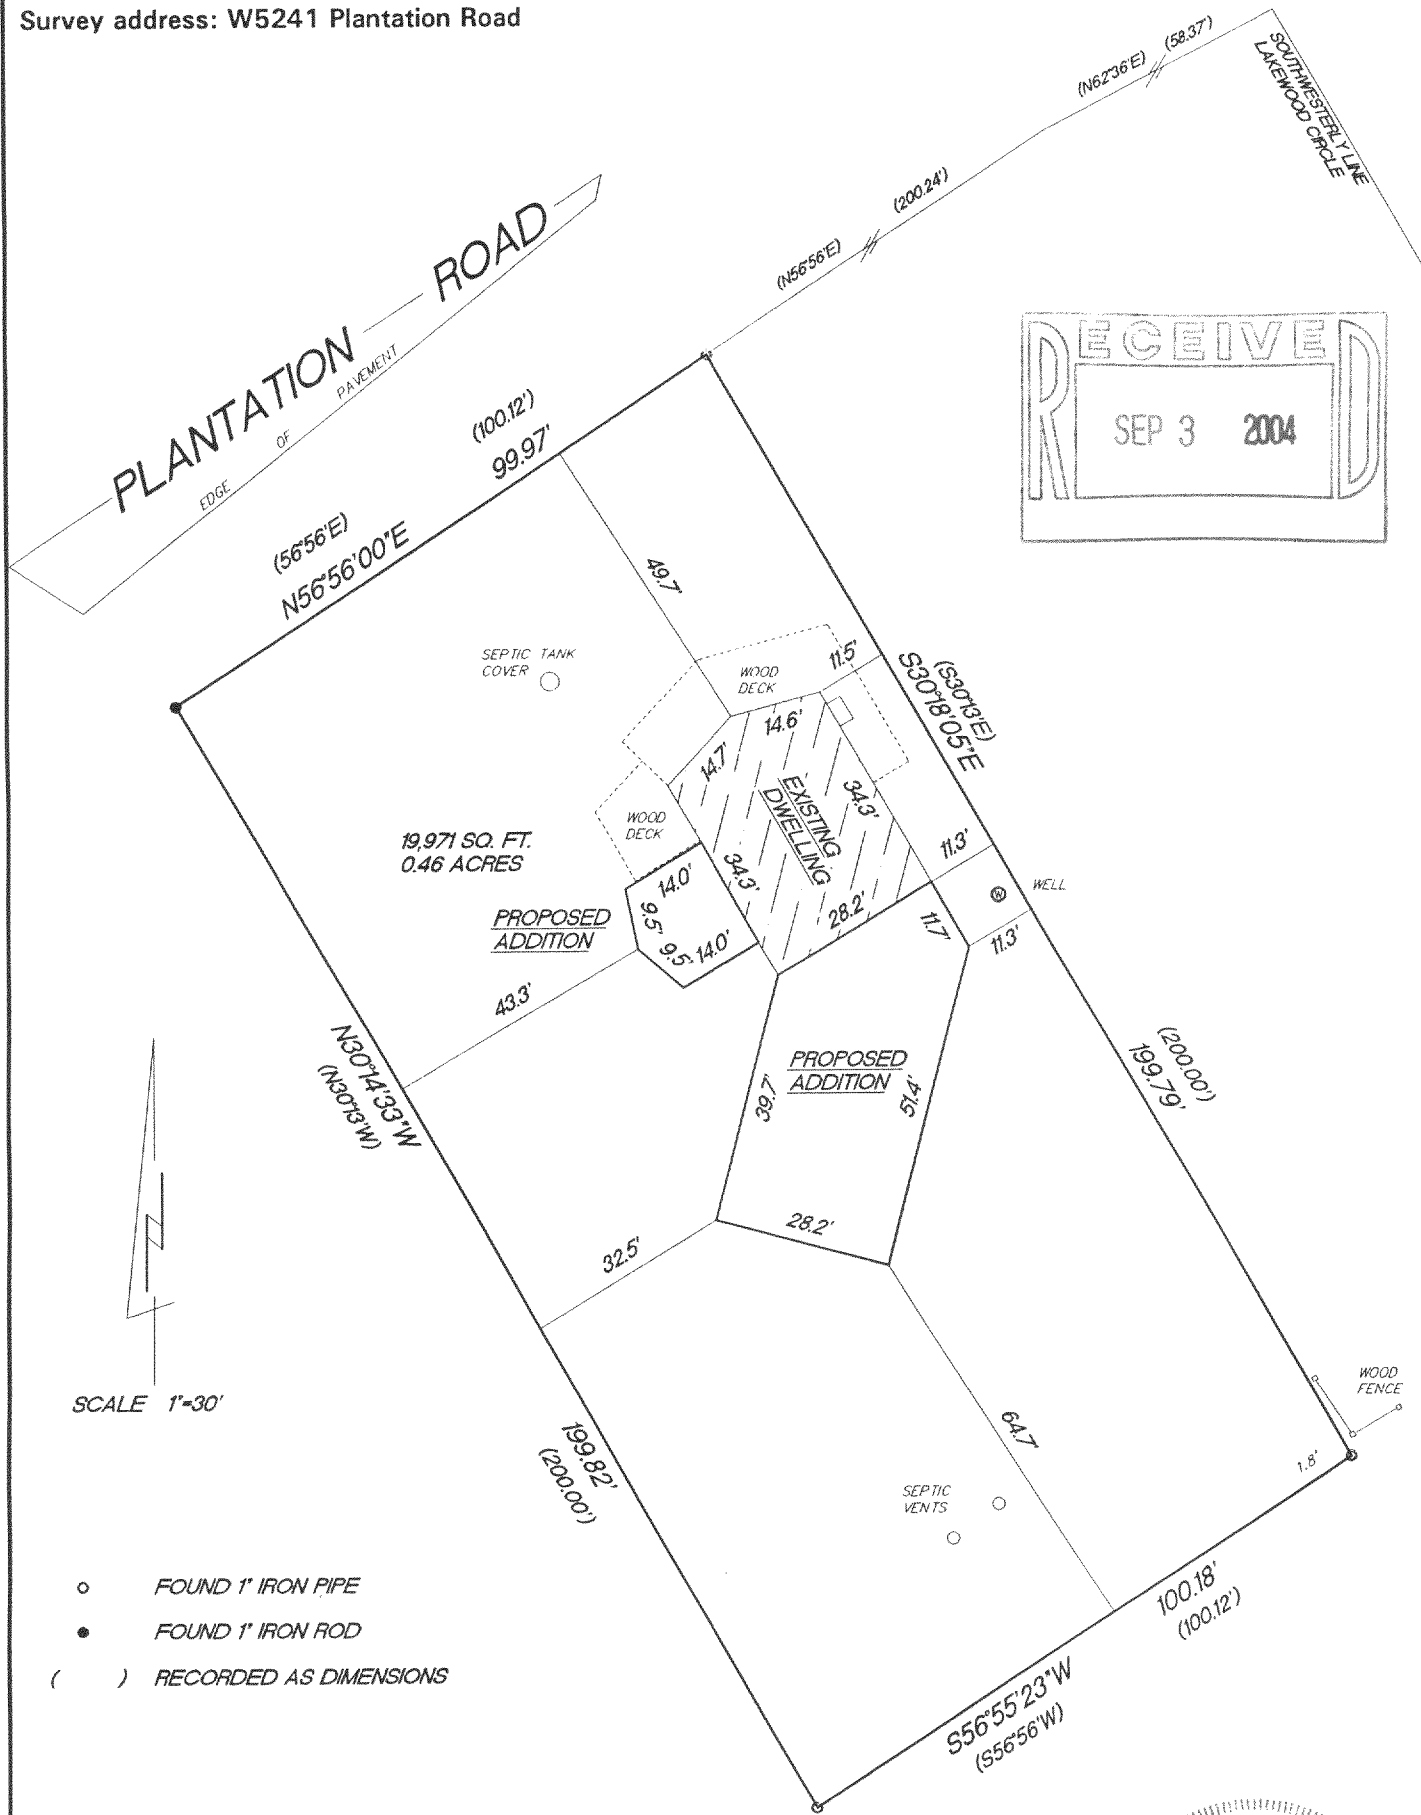 Survey address: W5241 Plantation Road
(N62°36'E)
(58.37')
SOUTHWESTERLY LINE
LAKEWOOD CIRCLE
(N56°56'E)
(200.24')
PLANTATION ROAD
EDGE OF PAVEMENT
RECEIVED
SEP 3 2004
(100.12')
99.97'
(56°56'E)
N56°56'00"E
49.7'
SEPTIC TANK
COVER
WOOD
DECK
11.5'
(S30°13'E)
S30°18'05"E
14.6'
14.7'
EXISTING
DWELLING
34.3'
WOOD
DECK
19,971 SQ. FT.
0.46 ACRES
34.3'
11.3'
14.0'
28.2'
WELL
W
PROPOSED
ADDITION
9.5'
9.5'
14.0'
11.7'
11.3'
43.3'
N30°14'33"W
(N30°13'W)
PROPOSED
ADDITION
39.7'
51.4'
(200.00')
199.79'
28.2'
32.5'
SCALE 1"=30'
WOOD
FENCE
1.8'
64.7'
199.82'
(200.00')
SEPTIC
VENTS
100.18'
(100.12')
S56°55'23"W
(S56°56'W)
FOUND 1" IRON PIPE
FOUND 1" IRON ROD
( ) RECORDED AS DIMENSIONS